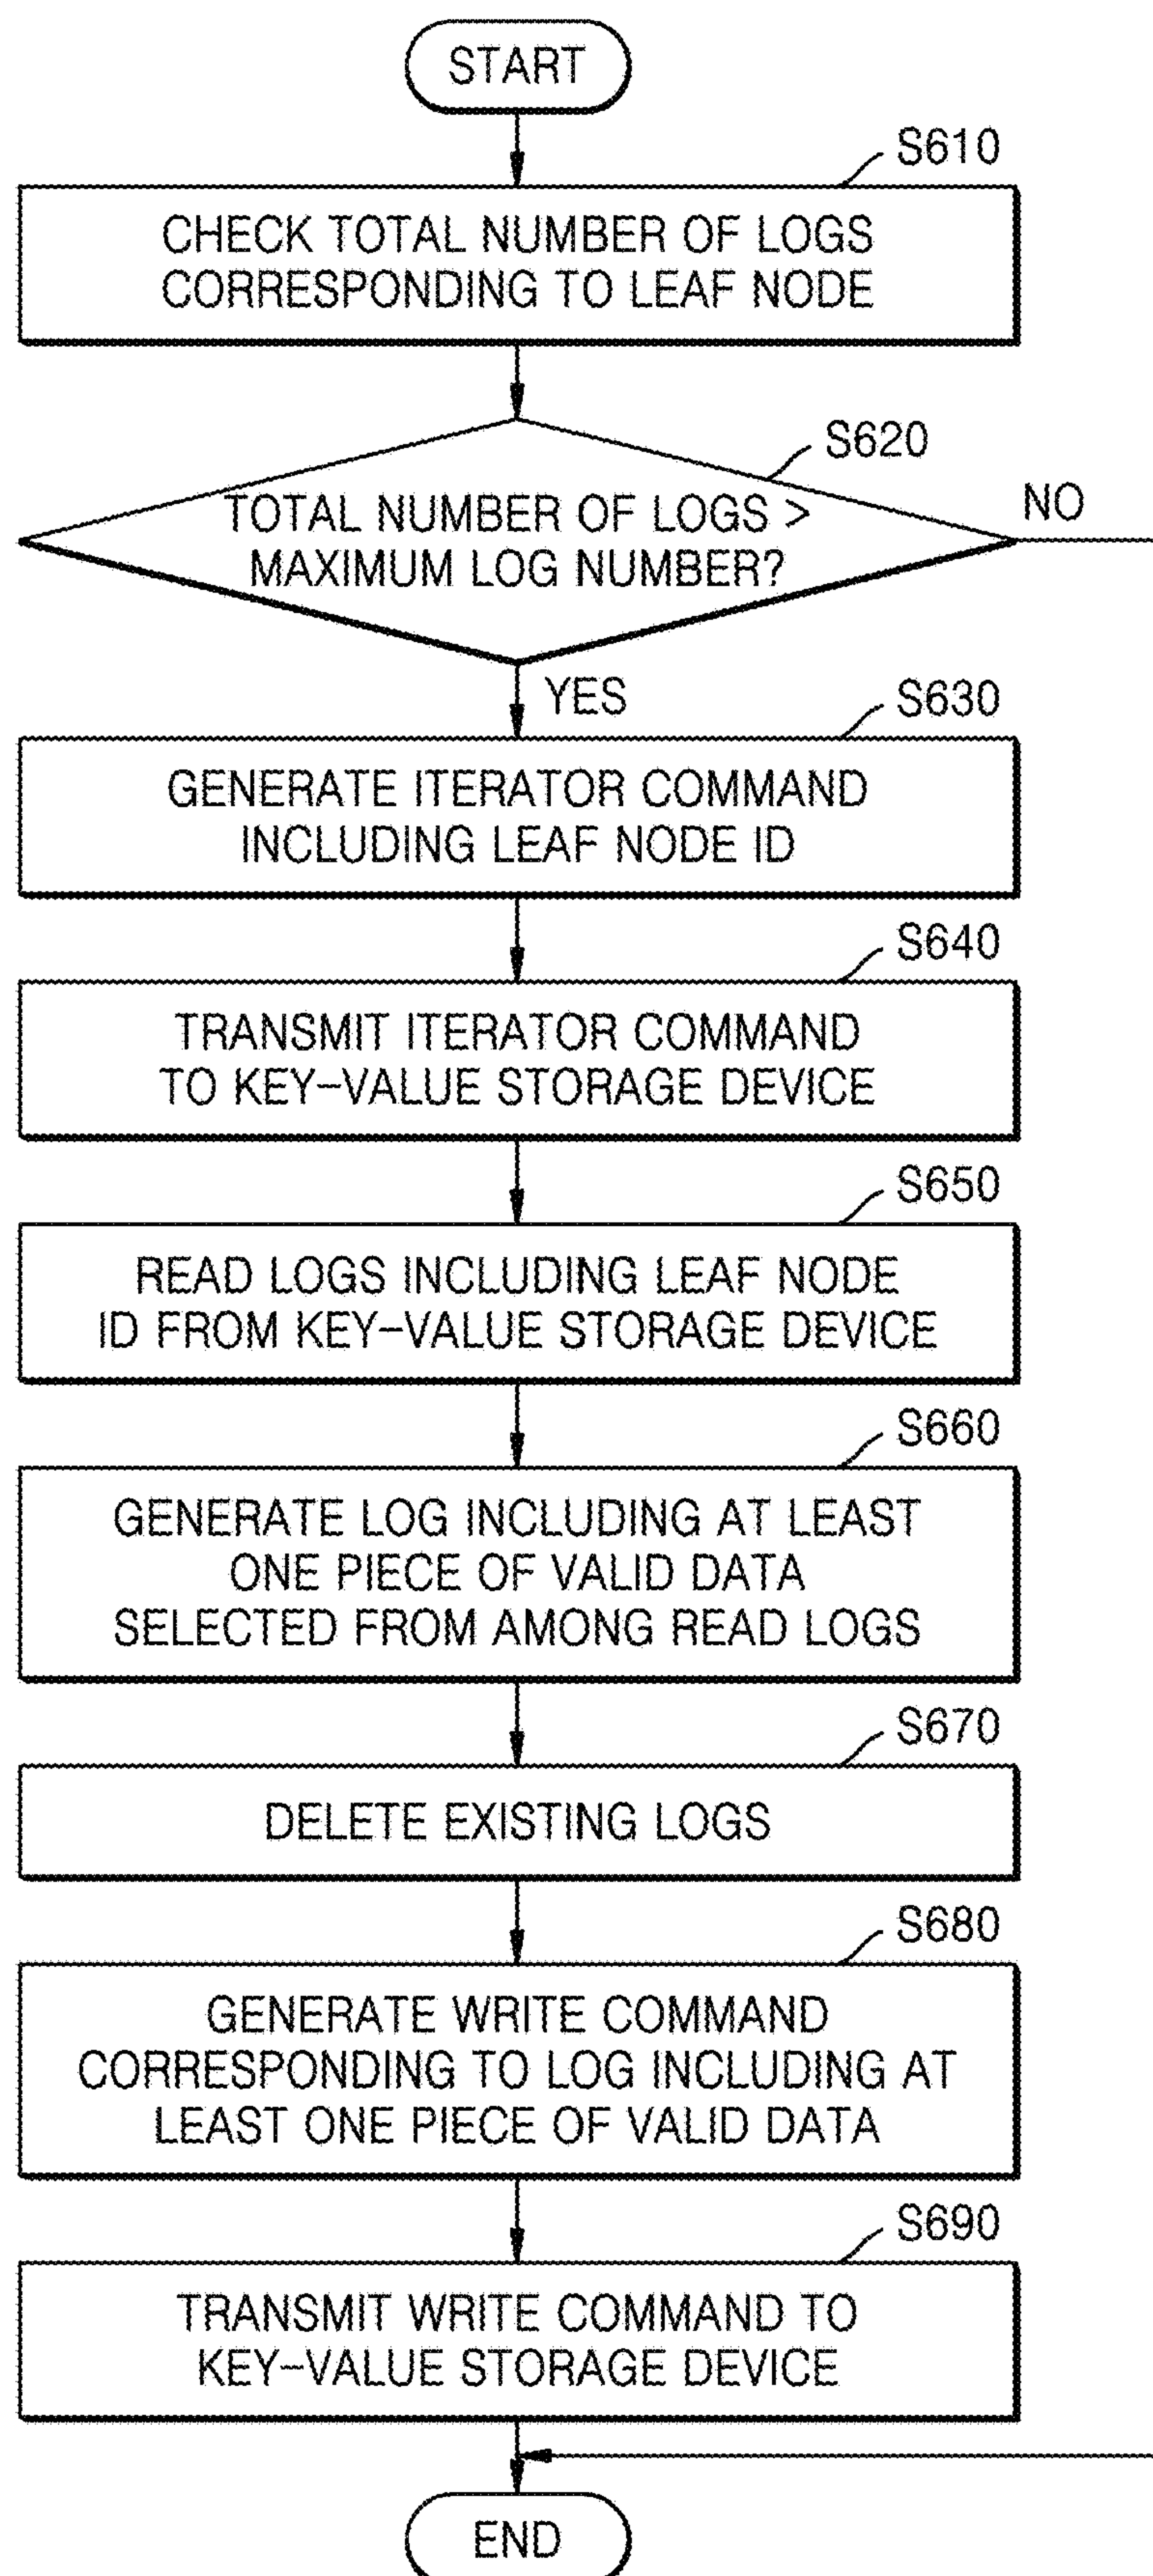 START
S610
CHECK TOTAL NUMBER OF LOGS
CORRESPONDING TO LEAF NODE
S620
TOTAL NUMBER OF LOGS >
MAXIMUM LOG NUMBER?
NO
YES
S630
GENERATE ITERATOR COMMAND
INCLUDING LEAF NODE ID
S640
TRANSMIT ITERATOR COMMAND
TO KEY-VALUE STORAGE DEVICE
S650
READ LOGS INCLUDING LEAF NODE
ID FROM KEY-VALUE STORAGE DEVICE
S660
GENERATE LOG INCLUDING AT LEAST
ONE PIECE OF VALID DATA
SELECTED FROM AMONG READ LOGS
S670
DELETE EXISTING LOGS
S680
GENERATE WRITE COMMAND
CORRESPONDING TO LOG INCLUDING AT
LEAST ONE PIECE OF VALID DATA
S690
TRANSMIT WRITE COMMAND TO
KEY-VALUE STORAGE DEVICE
END